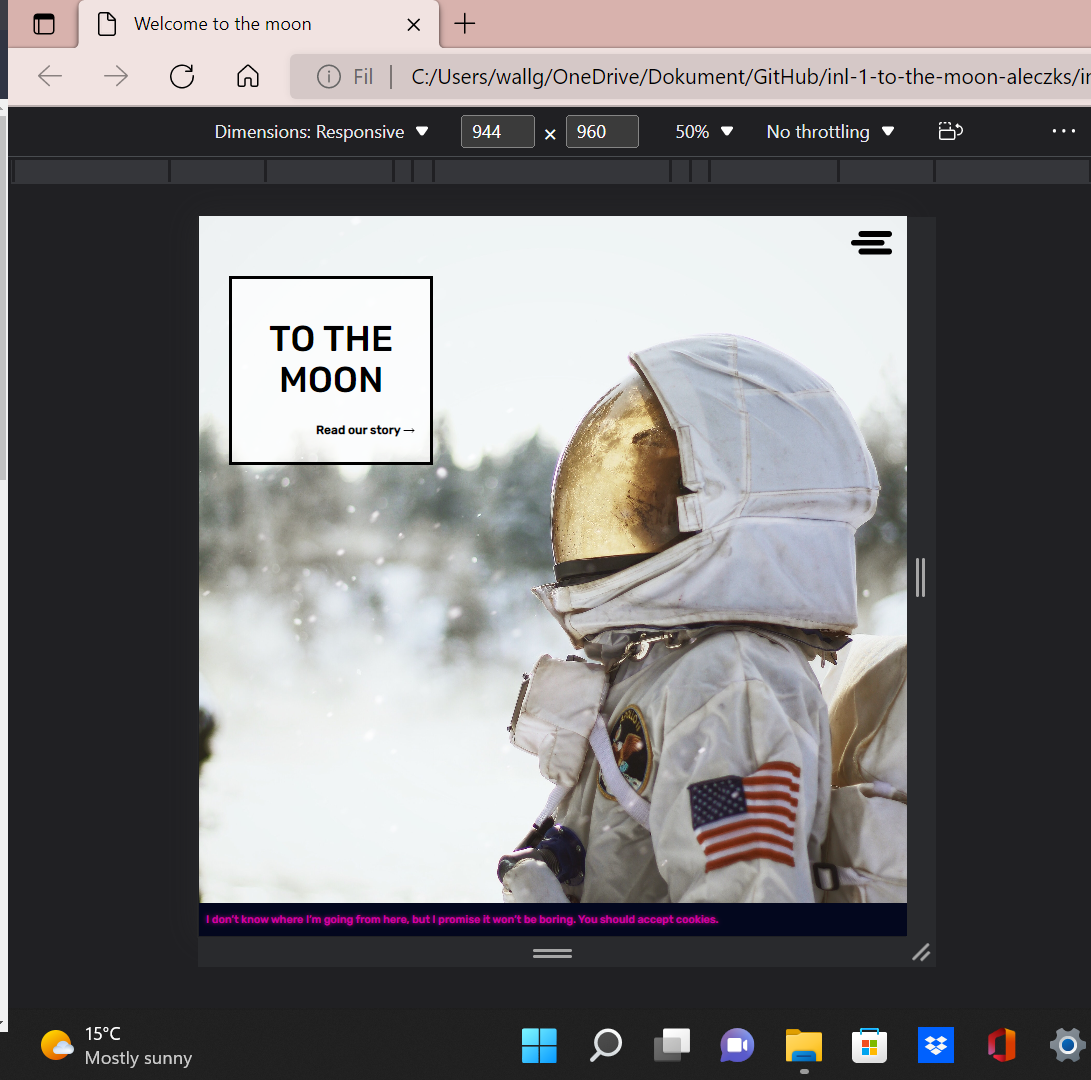 Welcome to the moon
Fil
C:/Users/wallg/OneDrive/Dokument/GitHub/inl-1-to-the-moon-aleczks/in
Dimensions: Responsive
944 × 960
50%
No throttling
TO THE
MOON
Read our story →
I don't know where I'm going from here, but I promise it won't be boring. You should accept cookies.
15°C
Mostly sunny